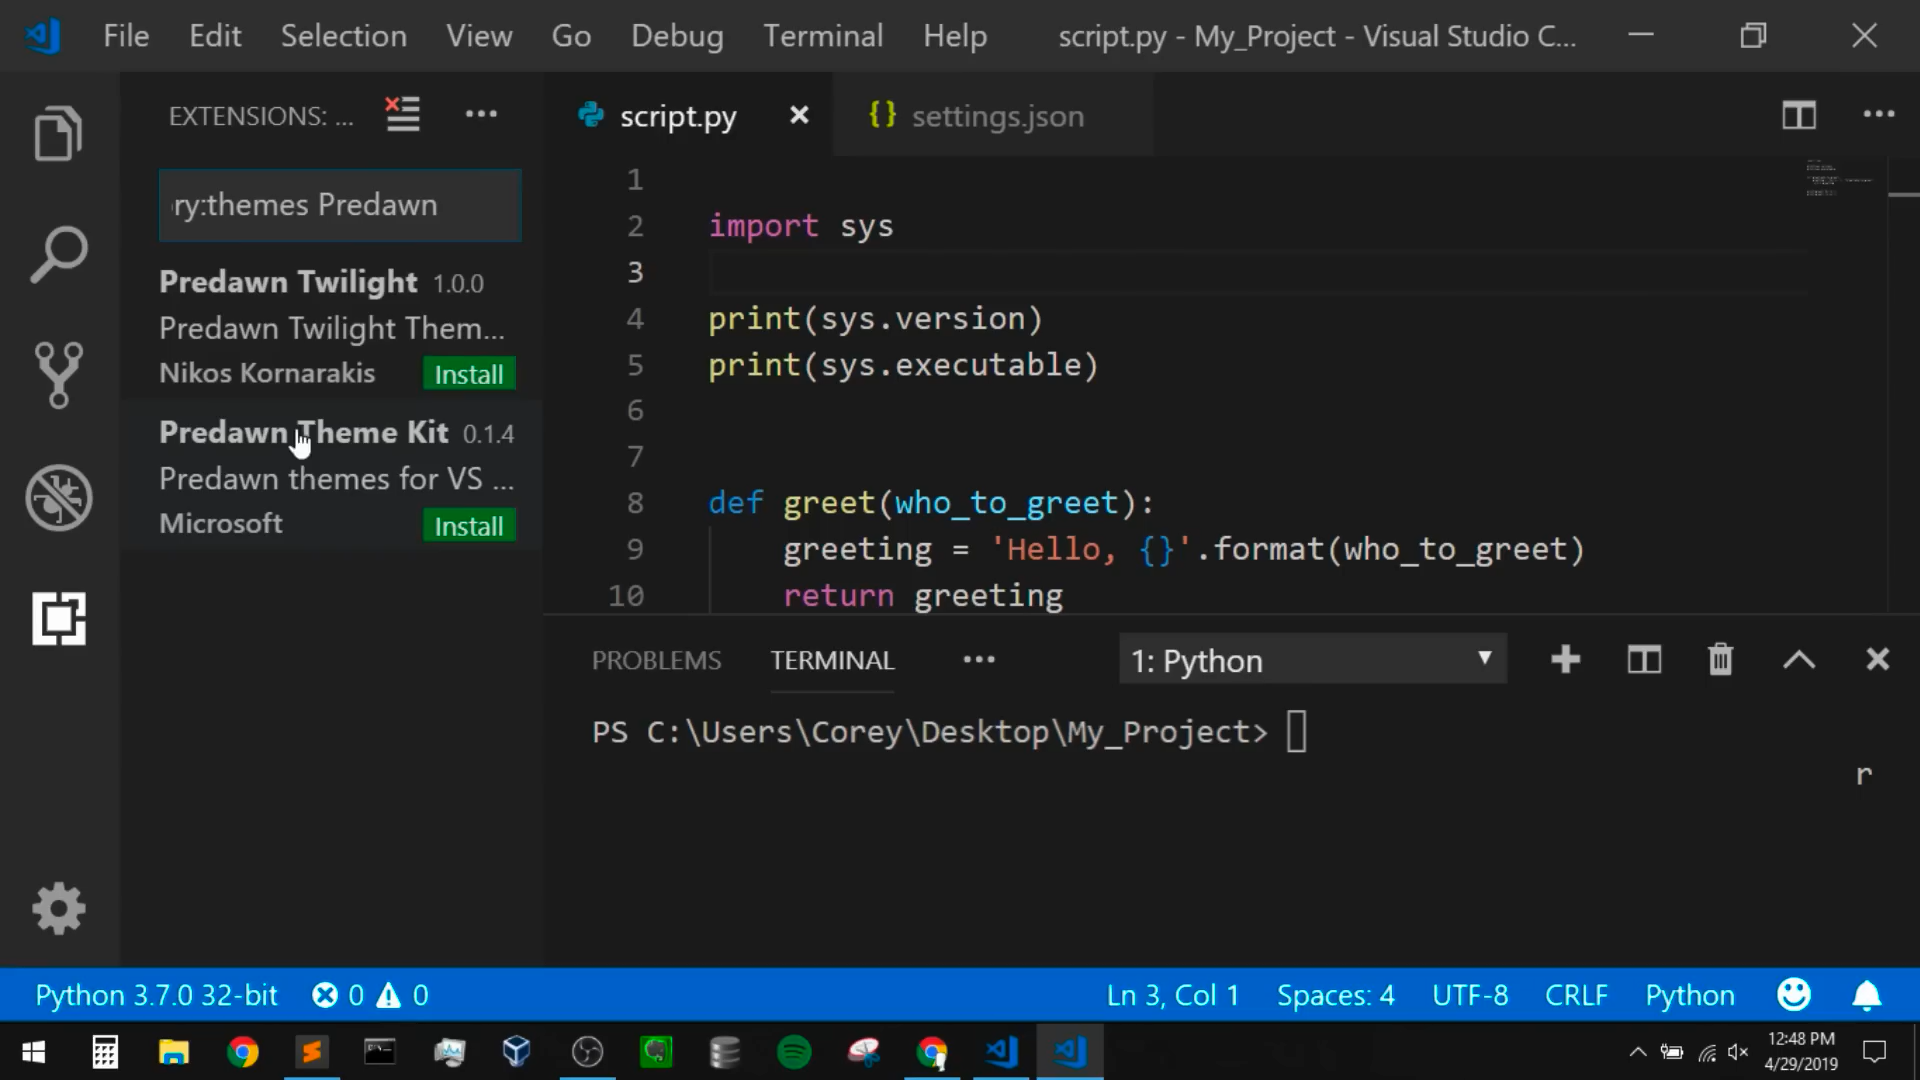 File Edit Selection View Go Debug Terminal Help script.py - My_Project - Visual Studio C...
EXTENSIONS: ...
ry:themes Predawn
Predawn Twilight 1.0.0
Predawn Twilight Them...
Nikos Kornarakis Install
Predawn Theme Kit 0.1.4
Predawn themes for VS ...
Microsoft Install
script.py settings.json
1
2 import sys
3
4 print(sys.version)
5 print(sys.executable)
6
7
8 def greet(who_to_greet):
9 greeting = 'Hello, {}'.format(who_to_greet)
10 return greeting
PROBLEMS TERMINAL 1: Python
PS C:\Users\Corey\Desktop\My_Project>
r
Python 3.7.0 32-bit 0 0 Ln 3, Col 1 Spaces: 4 UTF-8 CRLF Python
12:48 PM
4/29/2019